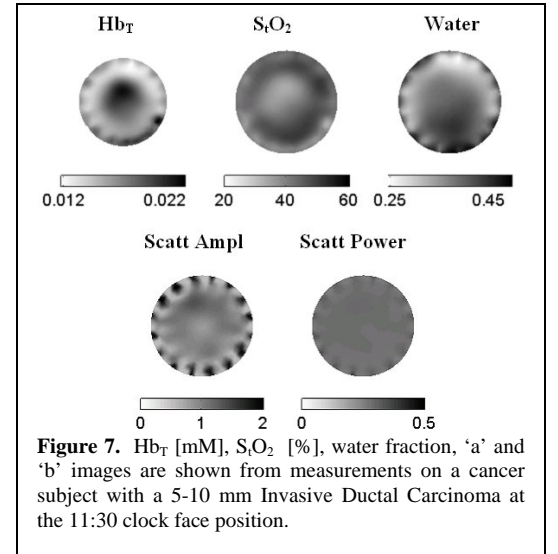 HbT StO2 Water
0.012 0.022 20 40 60 0.25 0.45
Scatt Ampl Scatt Power
0 1 2 0 0.5
Figure 7. HbT [mM], StO2 [%], water fraction, ‘a’ and
‘b’ images are shown from measurements on a cancer
subject with a 5-10 mm Invasive Ductal Carcinoma at
the 11:30 clock face position.